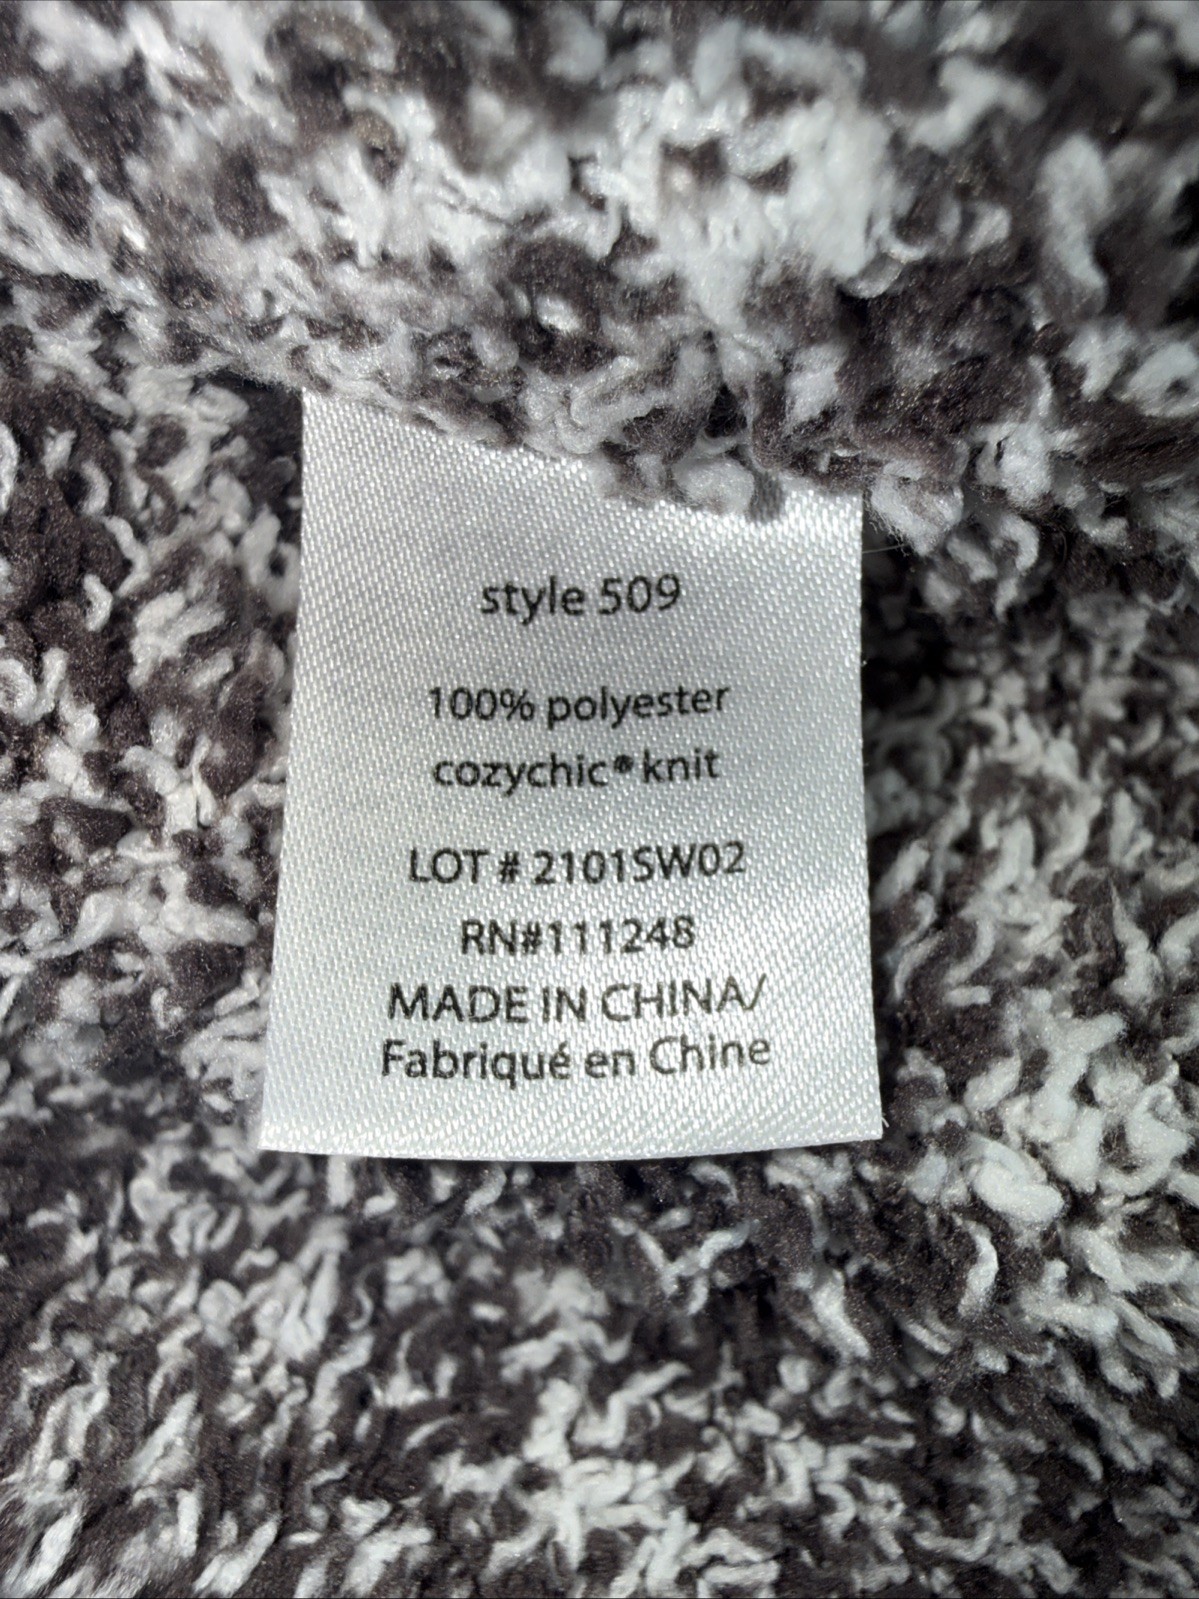 style 509
100% polyester
cozychic® knit
LOT # 2101SW02
RN#111248
MADE IN CHINA/
Fabriqué en Chine